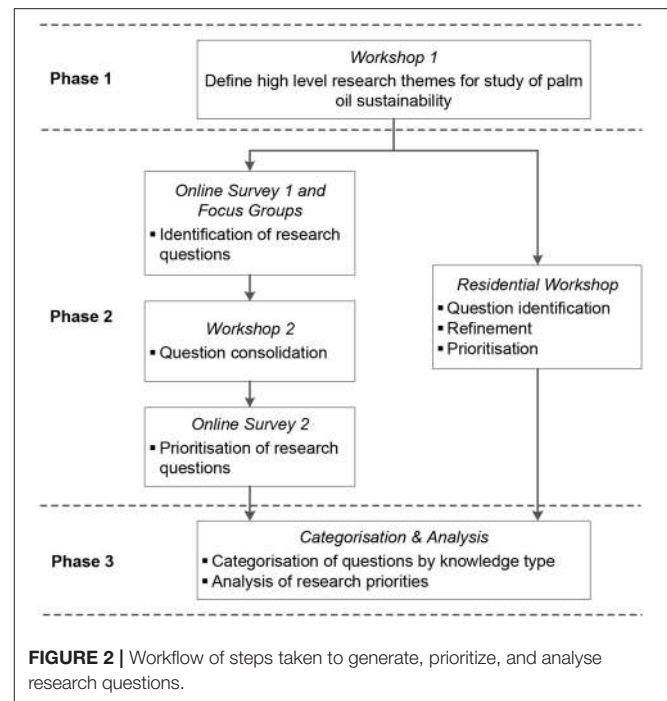 Phase 1
Workshop 1
Define high level research themes for study of palm
oil sustainability
Phase 2
Online Survey 1 and
Focus Groups
▪ Identification of research
questions
Workshop 2
▪ Question consolidation
Online Survey 2
▪ Prioritisation of research
questions
Residential Workshop
▪ Question identification
▪ Refinement
▪ Prioritisation
Phase 3
Categorisation & Analysis
▪ Categorisation of questions by knowledge type
▪ Analysis of research priorities
FIGURE 2 | Workflow of steps taken to generate, prioritize, and analyse
research questions.